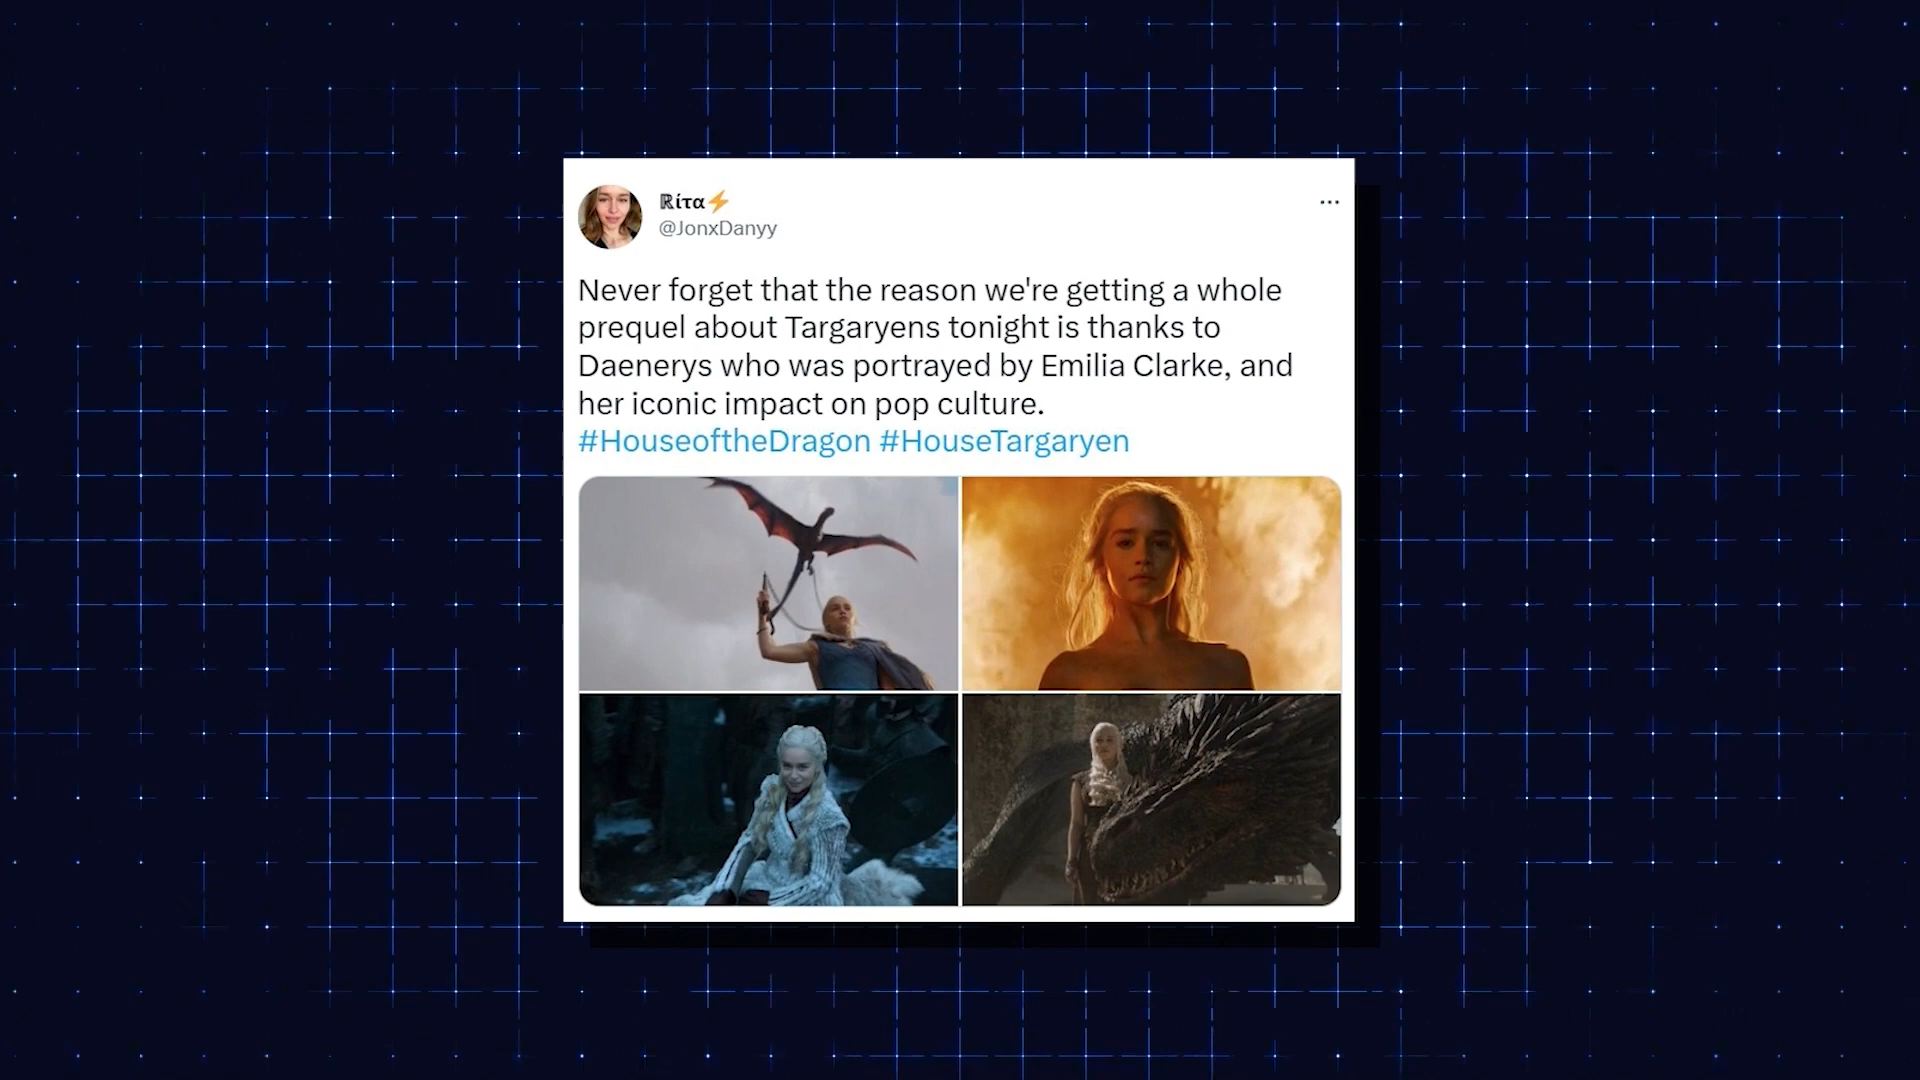 ℝίτα⚡
@JonxDanyy
Never forget that the reason we're getting a whole
prequel about Targaryens tonight is thanks to
Daenerys who was portrayed by Emilia Clarke, and
her iconic impact on pop culture.
#HouseoftheDragon #HouseTargaryen